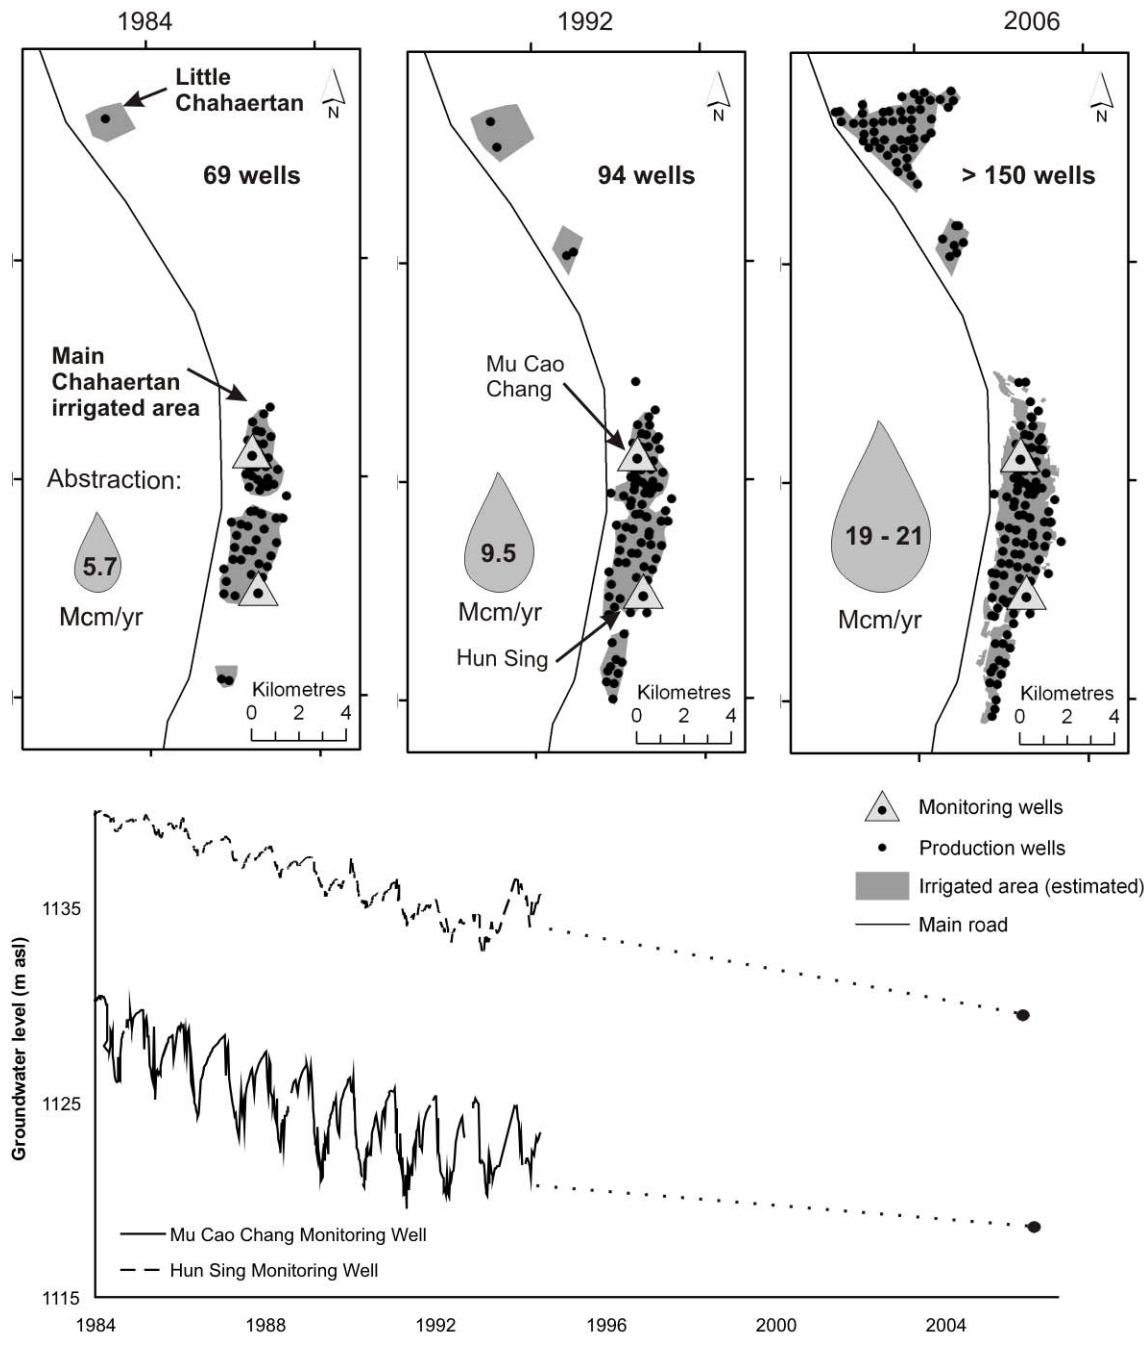 1984
Little
Chahaertan
N
69 wells
Main
Chahaertan
irrigated area
Abstraction:
5.7
Mcm/yr
Kilometres
0 2 4
1992
N
94 wells
Mu Cao
Chang
9.5
Mcm/yr
Hun Sing
Kilometres
0 2 4
2006
N
> 150 wells
19 - 21
Mcm/yr
Kilometres
0 2 4
Monitoring wells
Production wells
Irrigated area (estimated)
Main road
Groundwater level (m asl)
1135
1125
1115
Mu Cao Chang Monitoring Well
Hun Sing Monitoring Well
1984 1988 1992 1996 2000 2004